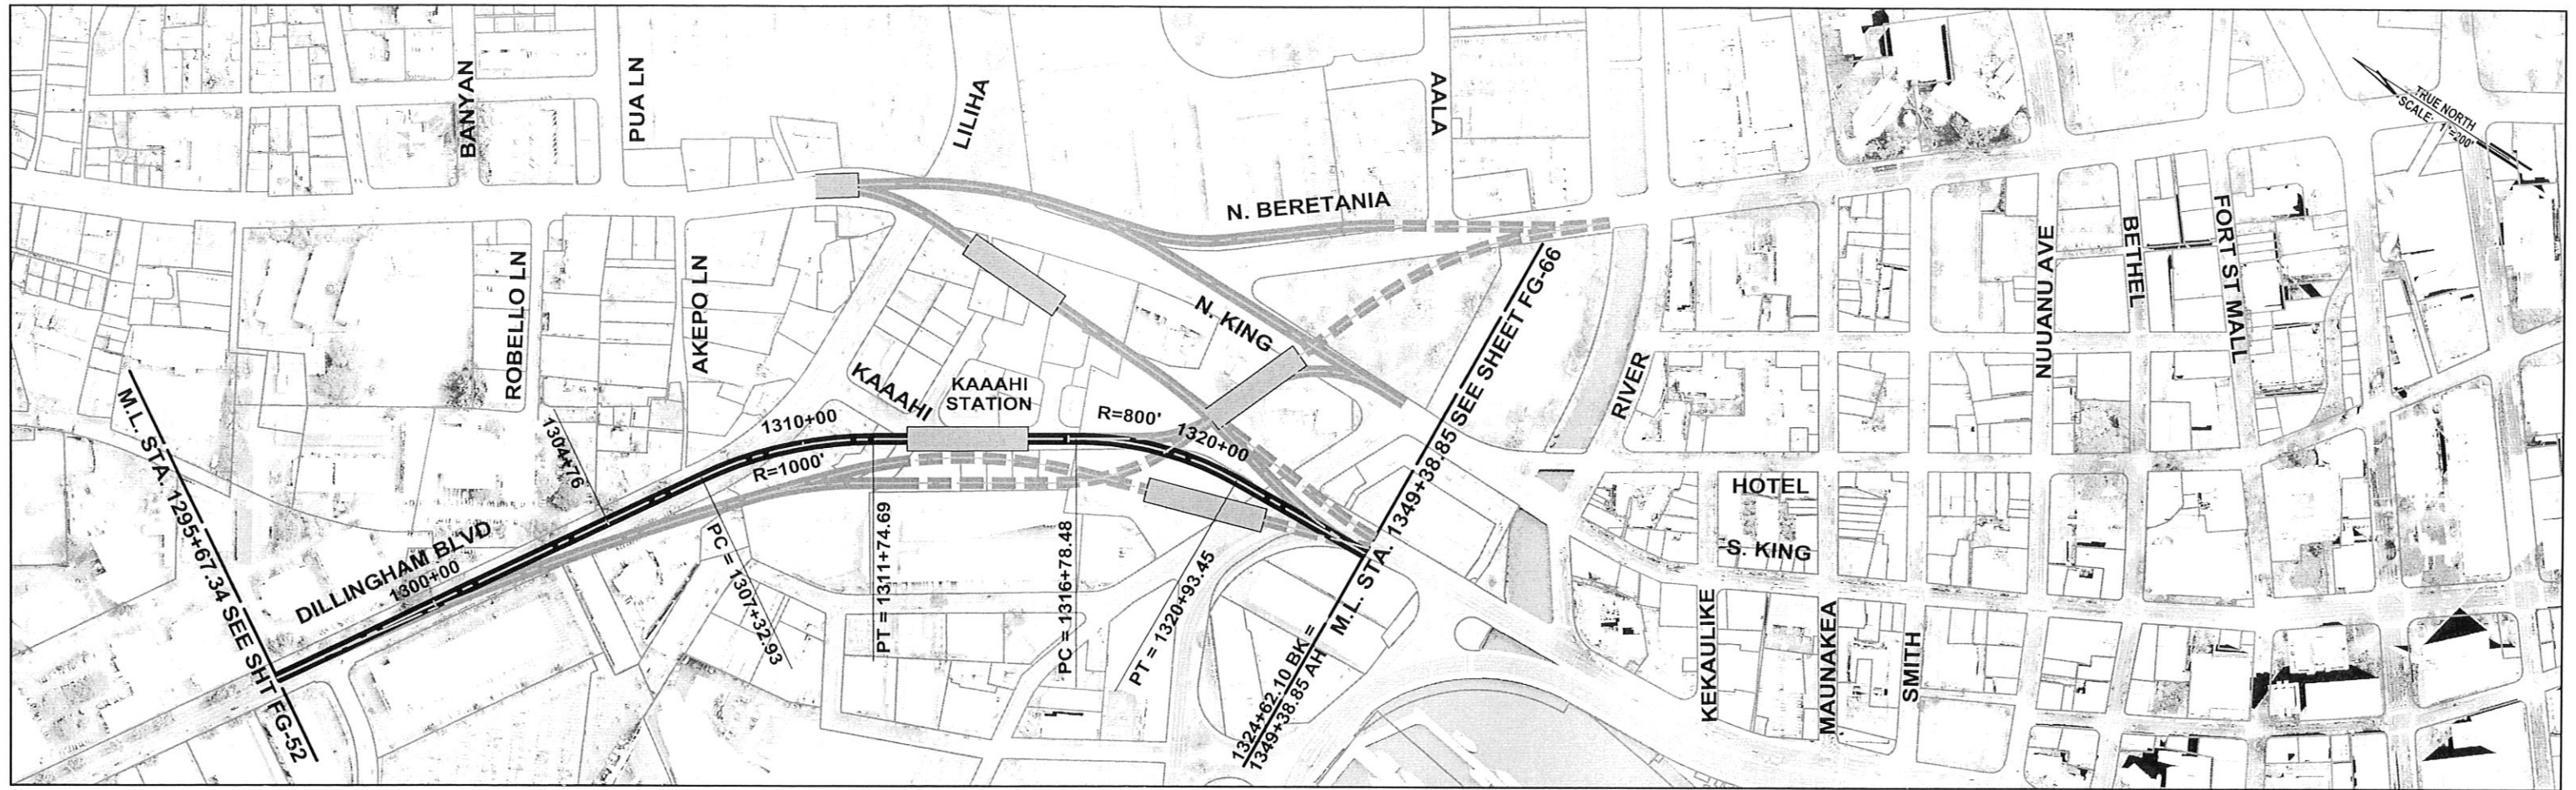 BANYAN
PUA LN
LILIHA
AALA
TRUE NORTH
SCALE: 1"=200'
N. BERETANIA
NUUANU AVE
BETHEL
FORT ST MALL
ROBELLO LN
AKEPO LN
N. KING
RIVER
KAAAHI
KAAAHI
STATION
R=800'
1310+00
1320+00
R=1000'
1304+76
M.L. STA. 1295+67.34 SEE SHT FG-52
DILLINGHAM BLVD
1300+00
PC = 1307+32.93
PT = 1311+74.69
PC = 1316+78.48
PT = 1320+93.45
1324+62.10 BK =
1349+38.85 AH
M.L. STA. 1349+38.85 SEE SHEET FG-66
HOTEL
S. KING
KEKAULIKE
MAUNAKEA
SMITH